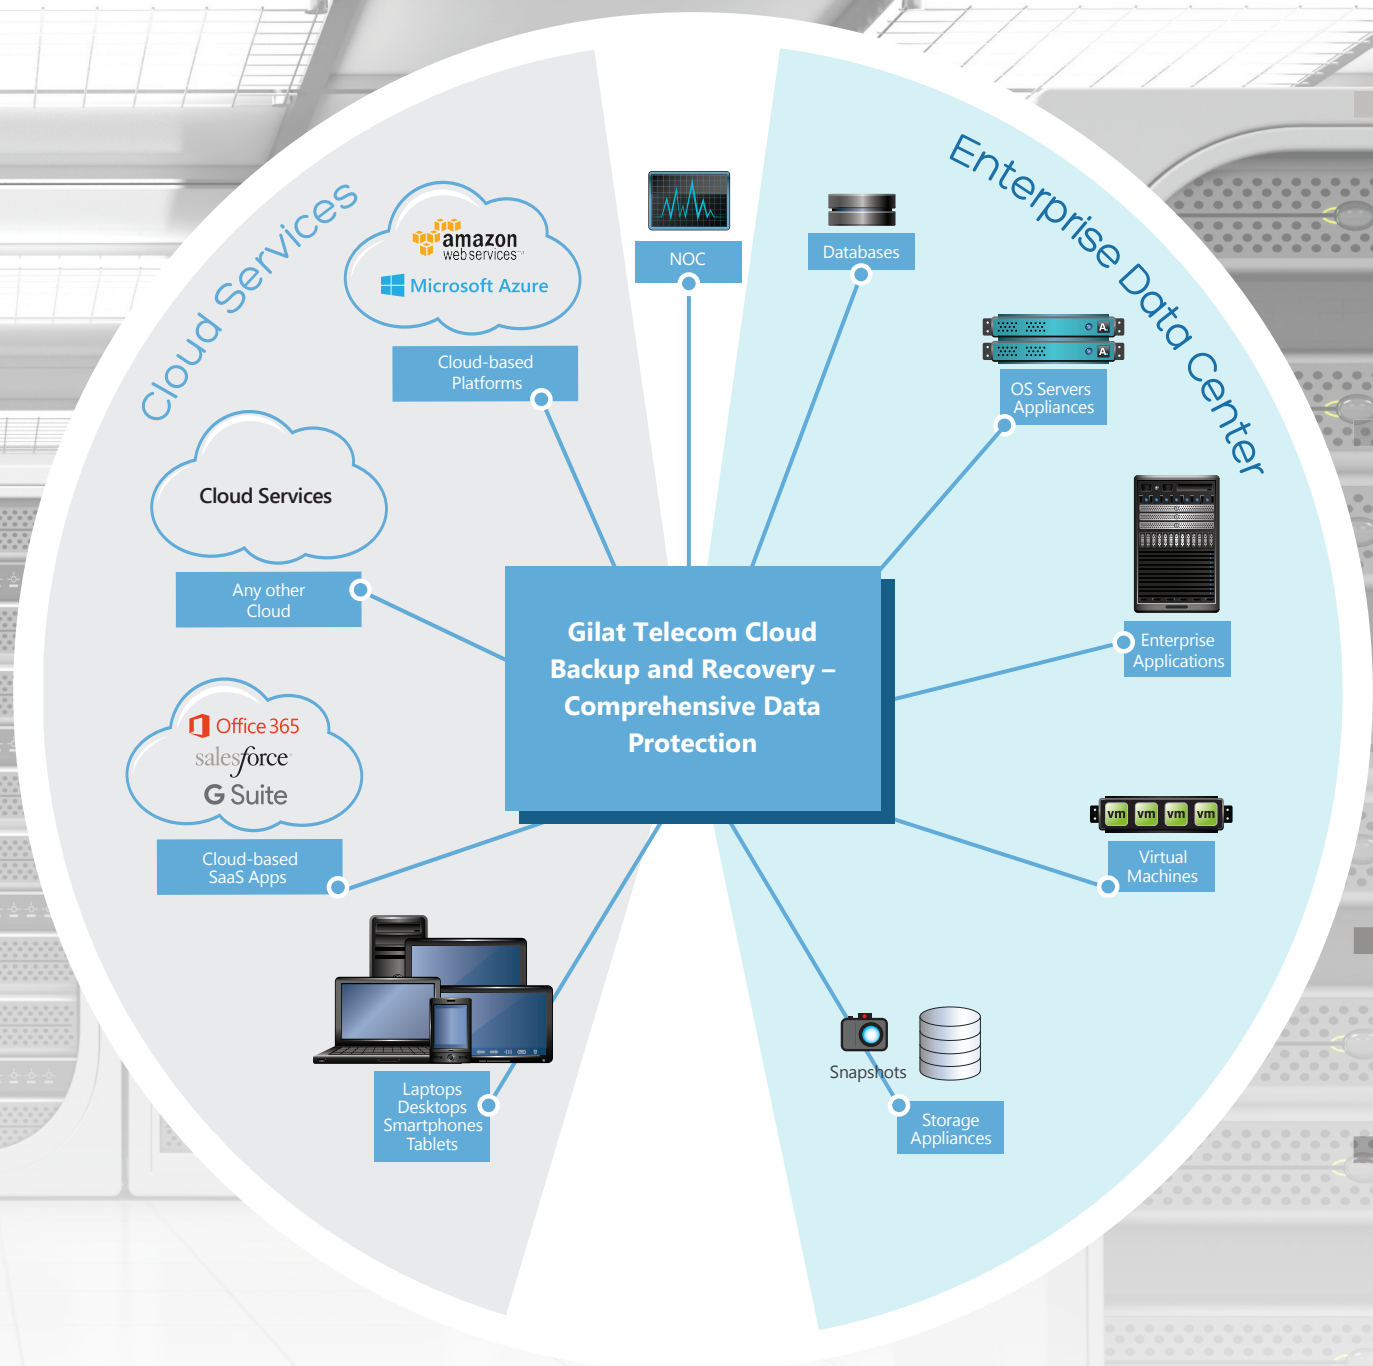 Cloud Services
amazon
webservices™
Microsoft Azure
Cloud-based
Platforms
Cloud Services
Any other
Cloud
Office 365
salesforce
G Suite
Cloud-based
SaaS Apps
Laptops
Desktops
Smartphones
Tablets
NOC
Gilat Telecom Cloud
Backup and Recovery –
Comprehensive Data
Protection
Enterprise Data Center
Databases
A
A
OS Servers
Appliances
Enterprise
Applications
vm vm vm vm
Virtual
Machines
Snapshots
Storage
Appliances